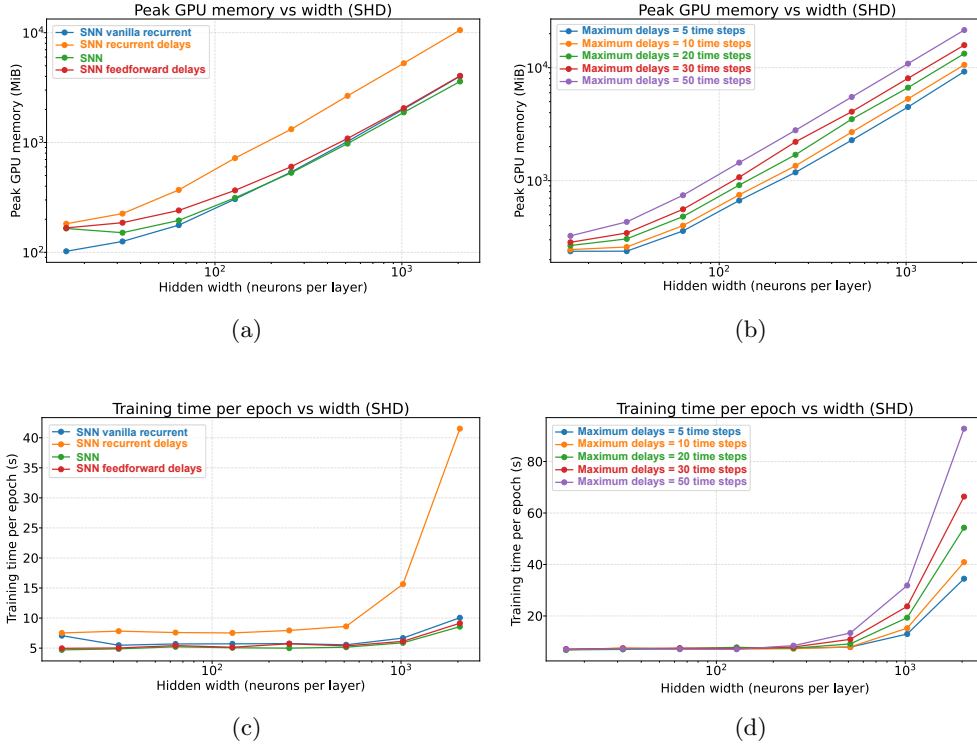 Peak GPU memory vs width (SHD)
SNN vanilla recurrent
SNN recurrent delays
SNN
SNN feedforward delays
10^4
10^3
10^2
Peak GPU memory (MiB)
10^2
10^3
Hidden width (neurons per layer)
(a)
Peak GPU memory vs width (SHD)
Maximum delays = 5 time steps
Maximum delays = 10 time steps
Maximum delays = 20 time steps
Maximum delays = 30 time steps
Maximum delays = 50 time steps
10^4
10^3
Peak GPU memory (MiB)
10^2
10^3
Hidden width (neurons per layer)
(b)
Training time per epoch vs width (SHD)
SNN vanilla recurrent
SNN recurrent delays
SNN
SNN feedforward delays
40
35
30
25
20
15
10
5
Training time per epoch (s)
10^2
10^3
Hidden width (neurons per layer)
(c)
Training time per epoch vs width (SHD)
Maximum delays = 5 time steps
Maximum delays = 10 time steps
Maximum delays = 20 time steps
Maximum delays = 30 time steps
Maximum delays = 50 time steps
80
60
40
20
Training time per epoch (s)
10^2
10^3
Hidden width (neurons per layer)
(d)